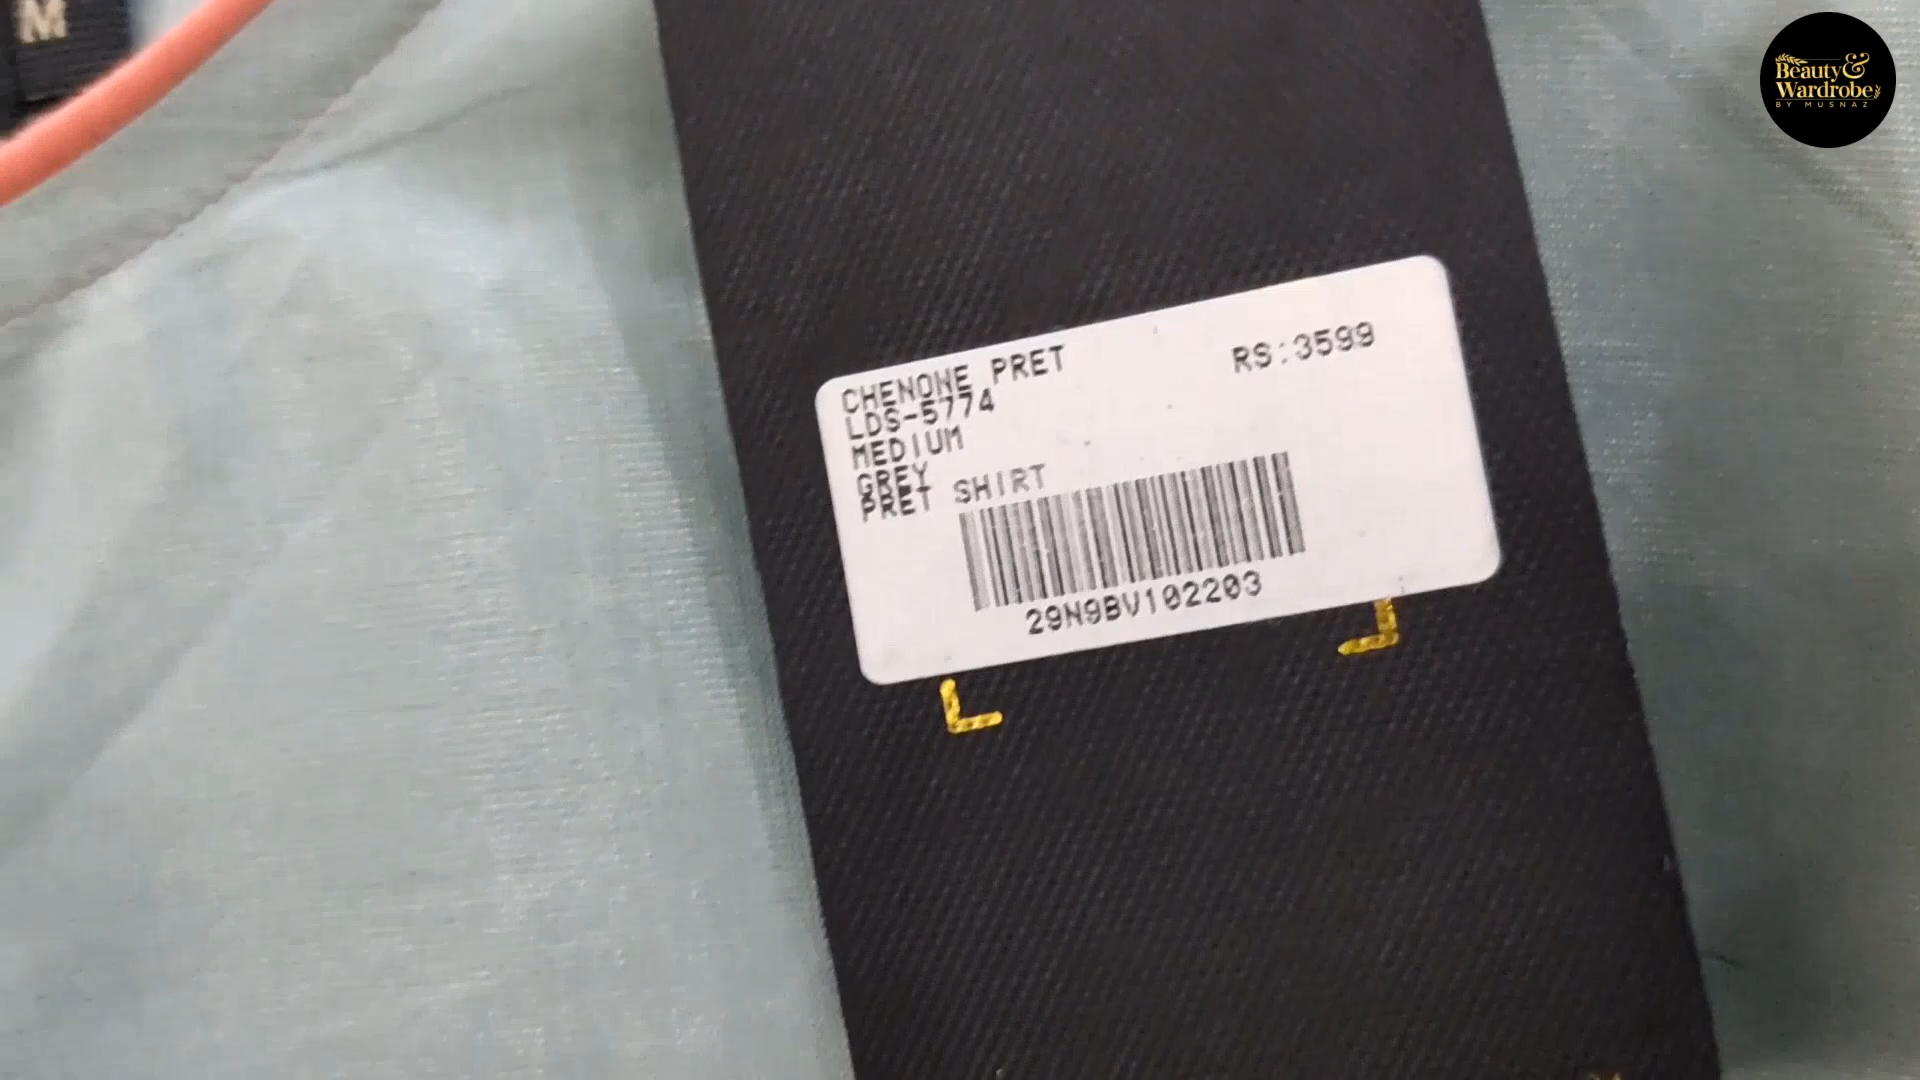 M
Beauty &
Wardrobe
BY MUSNAZ
CHENONE PRET RS:3599
LDS-5774
MEDIUM
GREY
PRET SHIRT
29N9BV102203